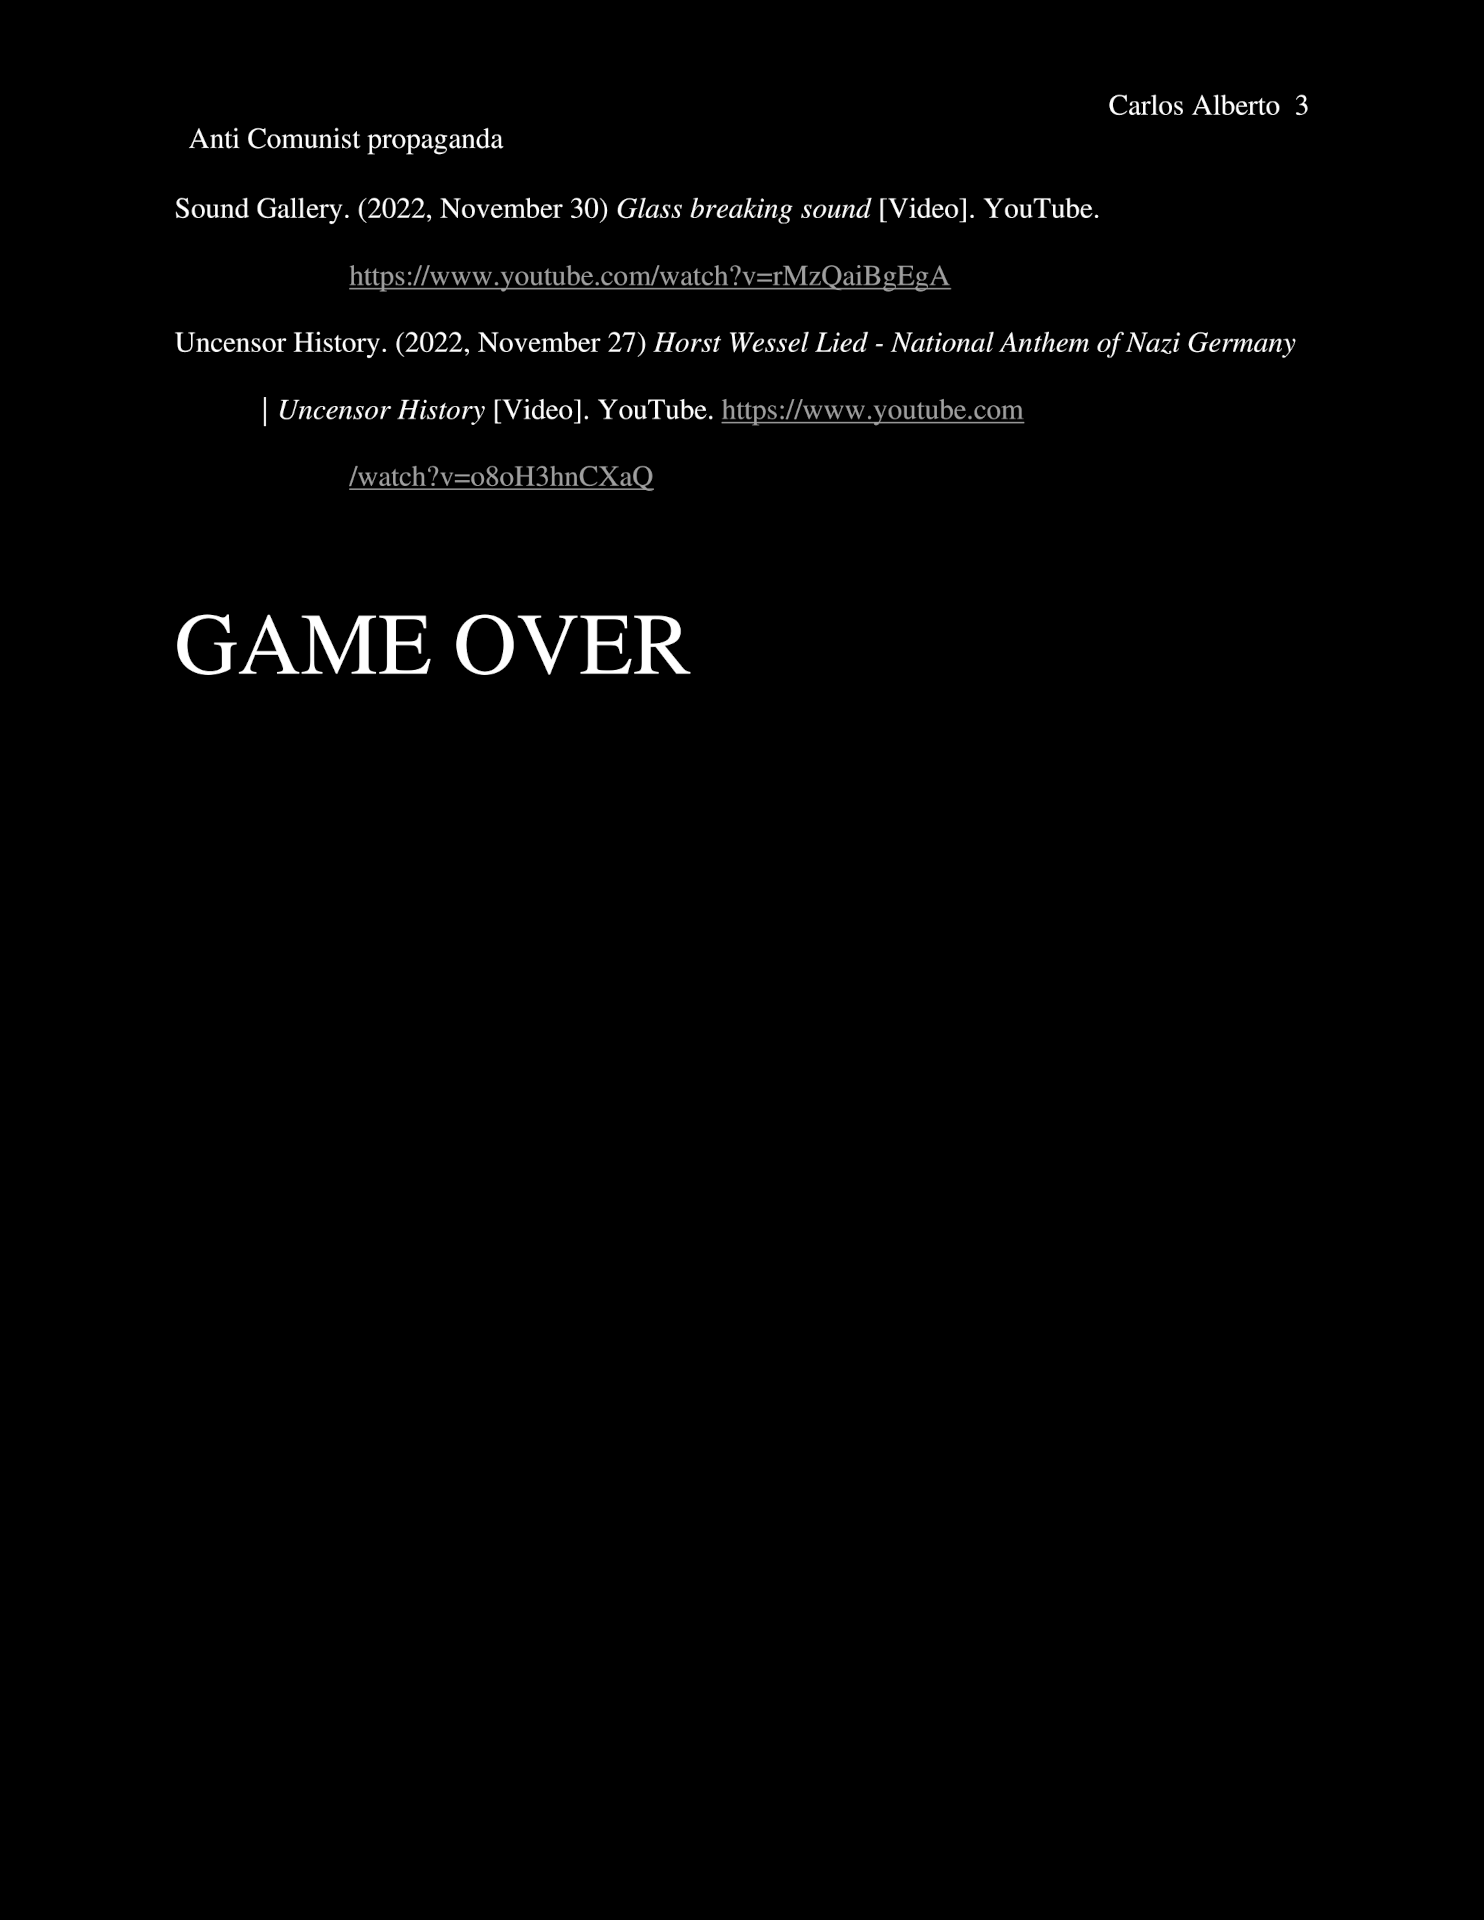 Carlos Alberto  3
Anti Comunist propaganda
Sound Gallery. (2022, November 30) Glass breaking sound [Video]. YouTube.
https://www.youtube.com/watch?v=rMzQaiBgEgA
Uncensor History. (2022, November 27) Horst Wessel Lied - National Anthem of Nazi Germany
| Uncensor History [Video]. YouTube. https://www.youtube.com
/watch?v=o8oH3hnCXaQ
GAME OVER